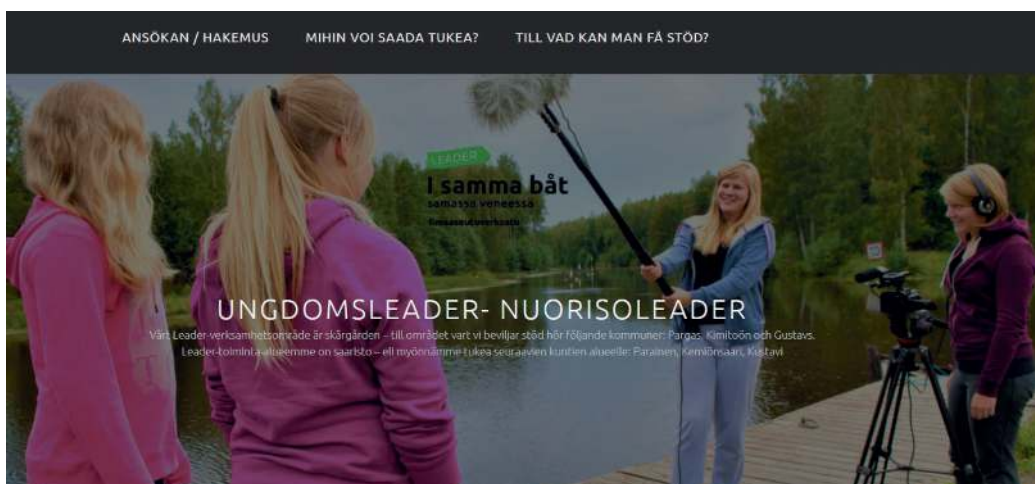 ANSÖKAN / HAKEMUS MIHIN VOI SAADA TUKEA? TILL VAD KAN MAN FÅ STÖD?
LEADER
I samma båt
samassa veneessä
UNGDOMSLEADER- NUORISOLEADER
Vårt Leader-verksamhetsområde är skärgården – till området vart vi beviljar stöd hör följande kommuner: Pargas, Kimitoön och Gustavs.
Leader-toiminta-alueemme on saaristo – eli myönnämme tukea seuraavien kuntien alueelle: Parainen, Kemiönsaari, Kustavi